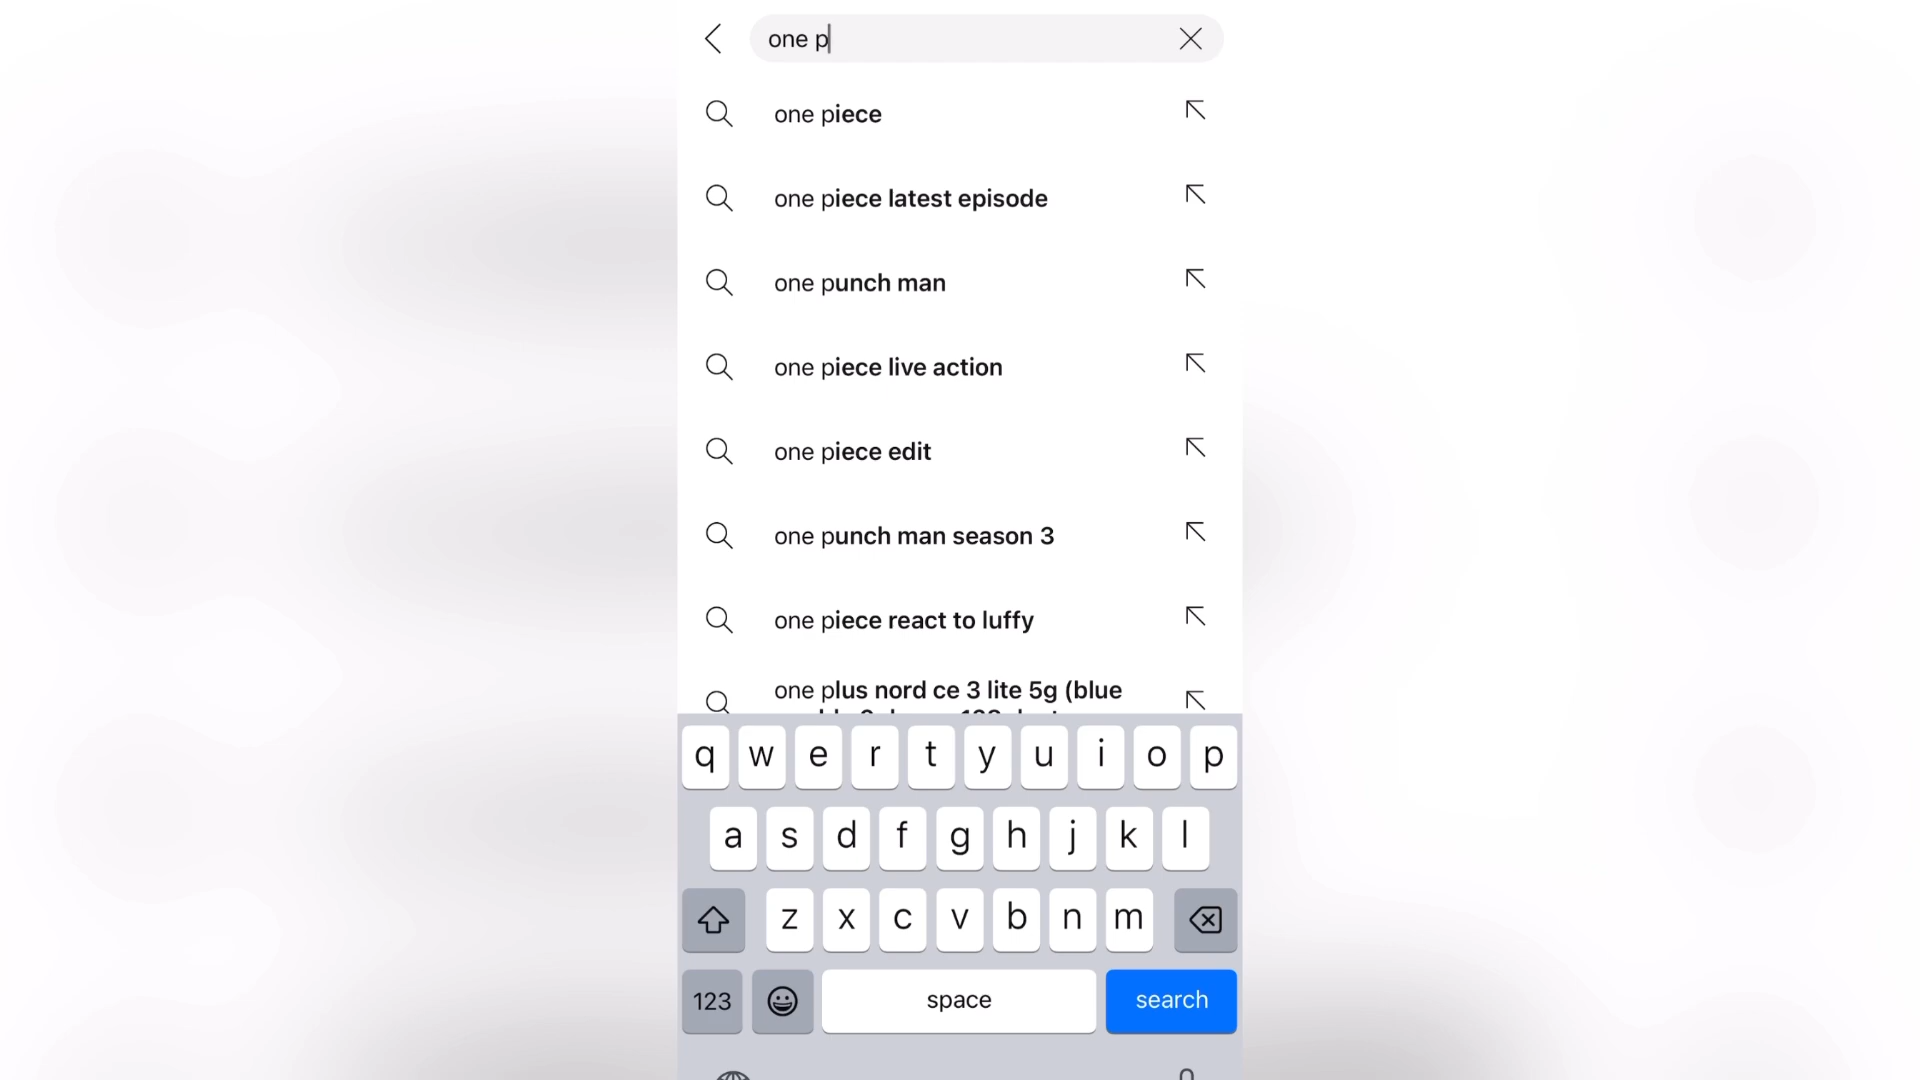 one p
one piece
one piece latest episode
one punch man
one piece live action
one piece edit
one punch man season 3
one piece react to luffy
one plus nord ce 3 lite 5g (blue
q w e r t y u i o p
a s d f g h j k l
z x c v b n m
123 space search